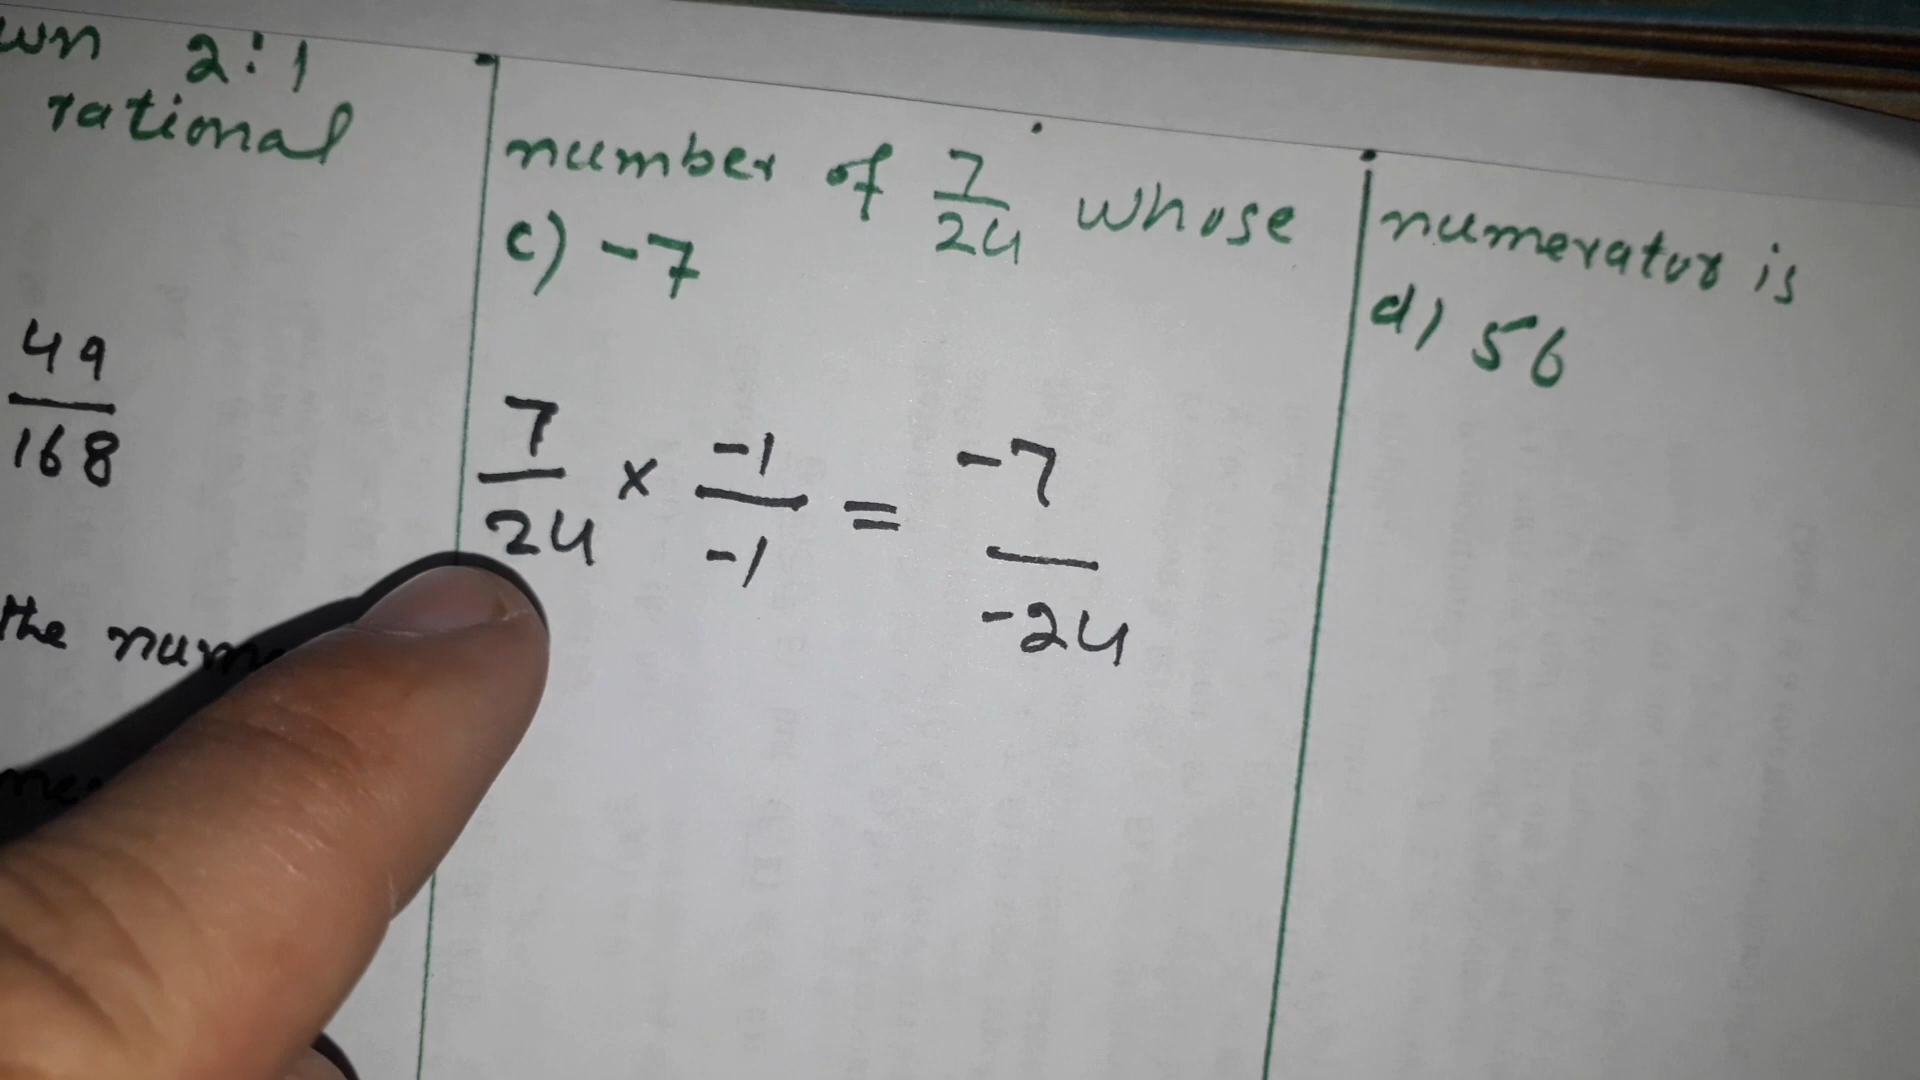 wn 2:1
rational number of 7/24 whose numerator is
c) -7
d) 56
49/168
7/24 × -1/-1 = -7/-24
the num